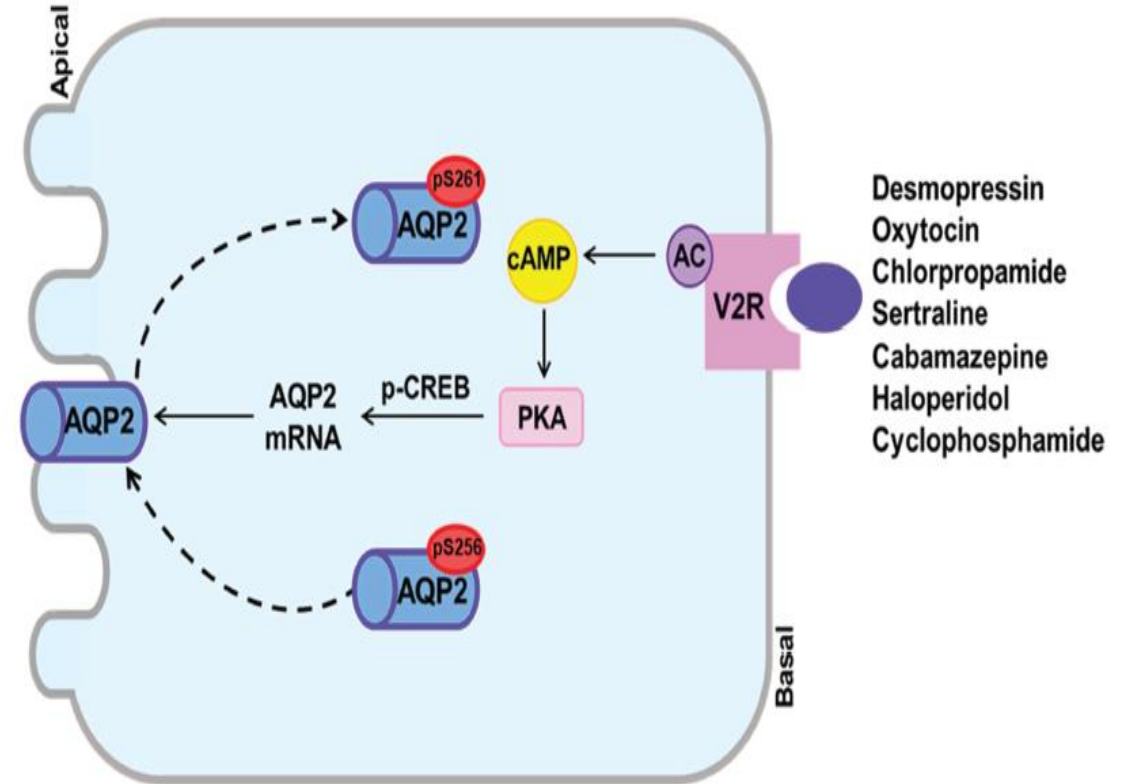 Apical
pS261
AQP2
cAMP
AC
V2R
Desmopressin
Oxytocin
Chlorpropamide
Sertraline
Cabamazepine
Haloperidol
Cyclophosphamide
AQP2
AQP2
mRNA
p-CREB
PKA
pS256
AQP2
Basal